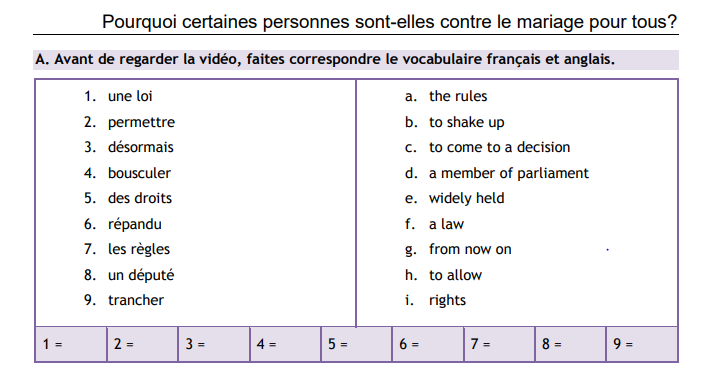 Pourquoi certaines personnes sont-elles contre le mariage pour tous?
A. Avant de regarder la vidéo, faites correspondre le vocabulaire français et anglais.
1. une loi
2. permettre
3. désormais
4. bousculer
5. des droits
6. répandu
7. les règles
8. un député
9. trancher
a. the rules
b. to shake up
c. to come to a decision
d. a member of parliament
e. widely held
f. a law
g. from now on
h. to allow
i. rights
1 = 2 = 3 = 4 = 5 = 6 = 7 = 8 = 9 =